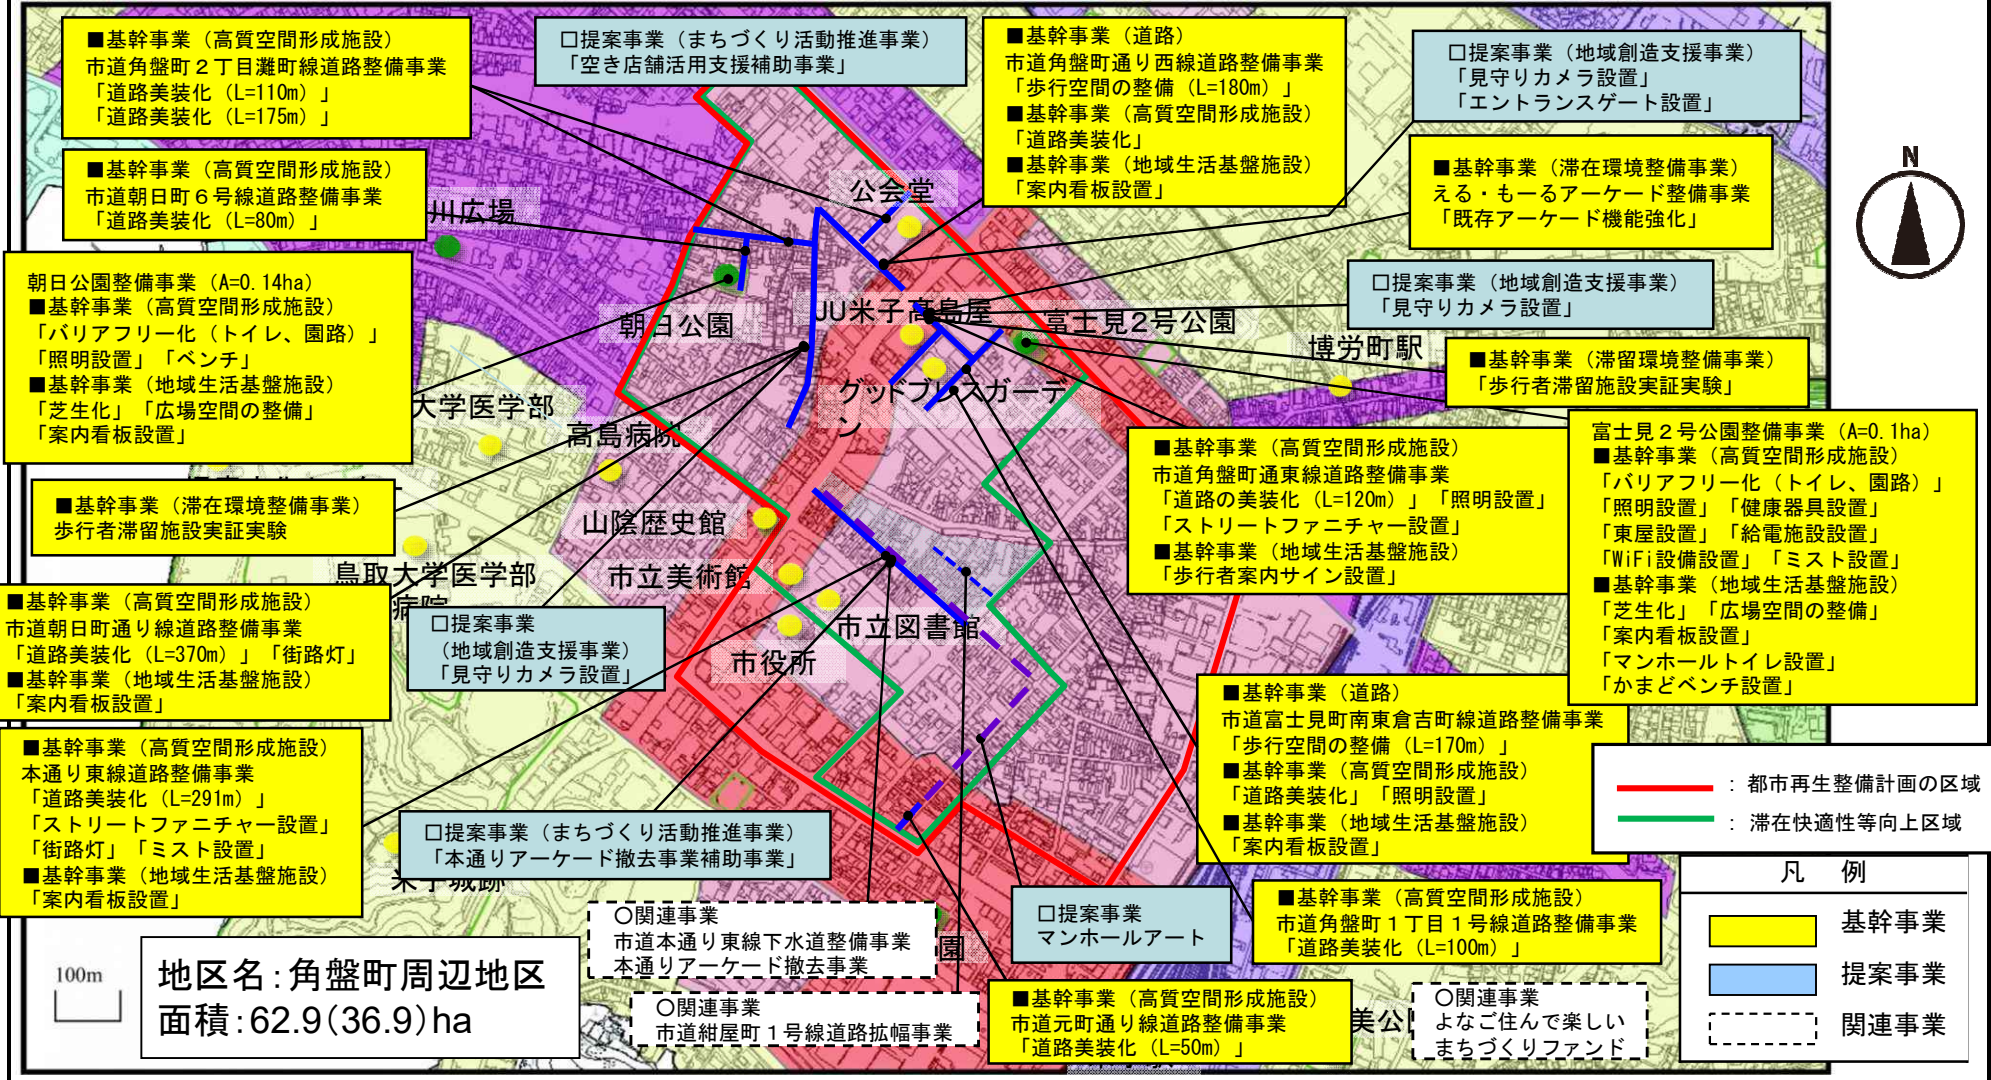 ■基幹事業（高質空間形成施設）
市道角盤町２丁目灘町線道路整備事業
「道路美装化（L=110m）」
「道路美装化（L=175m）」
□提案事業（まちづくり活動推進事業）
「空き店舗活用支援補助事業」
■基幹事業（道路）
市道角盤町通り西線道路整備事業
「歩行空間の整備（L=180m）」
■基幹事業（高質空間形成施設）
「道路美装化」
■基幹事業（地域生活基盤施設）
「案内看板設置」
□提案事業（地域創造支援事業）
「見守りカメラ設置」
「エントランスゲート設置」
■基幹事業（滞在環境整備事業）
える・もーるアーケード整備事業
「既存アーケード機能強化」
N
■基幹事業（高質空間形成施設）
市道朝日町６号線道路整備事業
「道路美装化（L=80m）」
川広場
公会堂
朝日公園整備事業（A=0.14ha）
■基幹事業（高質空間形成施設）
「バリアフリー化（トイレ、園路）」
「照明設置」「ベンチ」
■基幹事業（地域生活基盤施設）
「芝生化」「広場空間の整備」
「案内看板設置」
□提案事業（地域創造支援事業）
「見守りカメラ設置」
朝日公園
JU米子高島屋
富士見2号公園
博労町駅
■基幹事業（滞留環境整備事業）
「歩行者滞留施設実証実験」
大学医学部
高島病院
グッドブレスガーデン
■基幹事業（高質空間形成施設）
市道角盤町通東線道路整備事業
「道路の美装化（L=120m）」「照明設置」
「ストリートファニチャー設置」
■基幹事業（地域生活基盤施設）
「歩行者案内サイン設置」
富士見２号公園整備事業（A=0.1ha）
■基幹事業（高質空間形成施設）
「バリアフリー化（トイレ、園路）」
「照明設置」「健康器具設置」
「東屋設置」「給電施設設置」
「WiFi設備設置」「ミスト設置」
■基幹事業（地域生活基盤施設）
「芝生化」「広場空間の整備」
「案内看板設置」
「マンホールトイレ設置」
「かまどベンチ設置」
■基幹事業（滞在環境整備事業）
歩行者滞留施設実証実験
山陰歴史館
鳥取大学医学部
病院
市立美術館
市立図書館
市役所
■基幹事業（高質空間形成施設）
市道朝日町通り線道路整備事業
「道路美装化（L=370m）」「街路灯」
■基幹事業（地域生活基盤施設）
「案内看板設置」
□提案事業
（地域創造支援事業）
「見守りカメラ設置」
■基幹事業（道路）
市道富士見町南東倉吉町線道路整備事業
「歩行空間の整備（L=170m）」
■基幹事業（高質空間形成施設）
「道路美装化」「照明設置」
■基幹事業（地域生活基盤施設）
「案内看板設置」
■基幹事業（高質空間形成施設）
本通り東線道路整備事業
「道路美装化（L=291m）」
「ストリートファニチャー設置」
「街路灯」「ミスト設置」
■基幹事業（地域生活基盤施設）
「案内看板設置」
□提案事業（まちづくり活動推進事業）
「本通りアーケード撤去事業補助事業」
米子城跡
：都市再生整備計画の区域
：滞在快適性等向上区域
凡　例
基幹事業
提案事業
関連事業
○関連事業
市道本通り東線下水道整備事業
本通りアーケード撤去事業
園
□提案事業
マンホールアート
■基幹事業（高質空間形成施設）
市道角盤町１丁目１号線道路整備事業
「道路美装化（L=100m）」
100m
地区名：角盤町周辺地区
面積：62.9（36.9）ha
○関連事業
市道紺屋町１号線道路拡幅事業
■基幹事業（高質空間形成施設）
市道元町通り線道路整備事業
「道路美装化（L=50m）」
美公
○関連事業
よなご住んで楽しい
まちづくりファンド